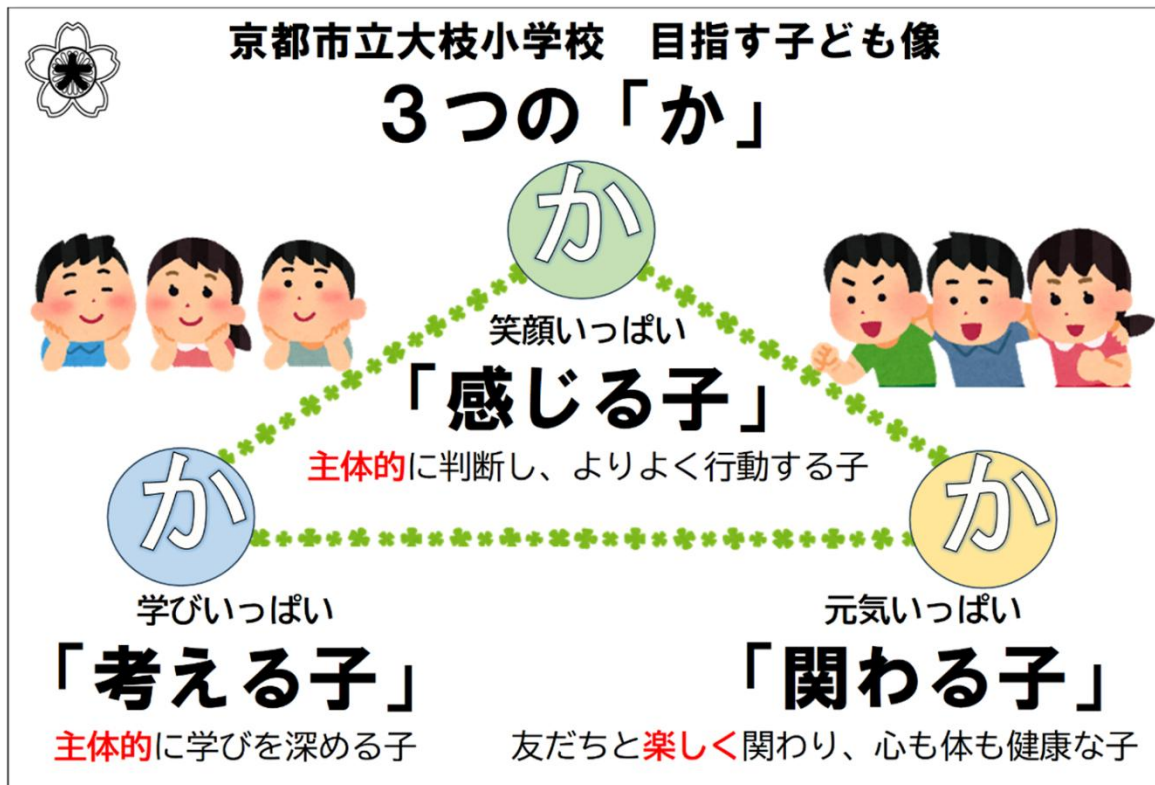 京都市立大枝小学校　目指す子ども像
大
３つの「か」
か
笑顔いっぱい
「感じる子」
主体的に判断し、よりよく行動する子
か
学びいっぱい
「考える子」
主体的に学びを深める子
か
元気いっぱい
「関わる子」
友だちと楽しく関わり、心も体も健康な子